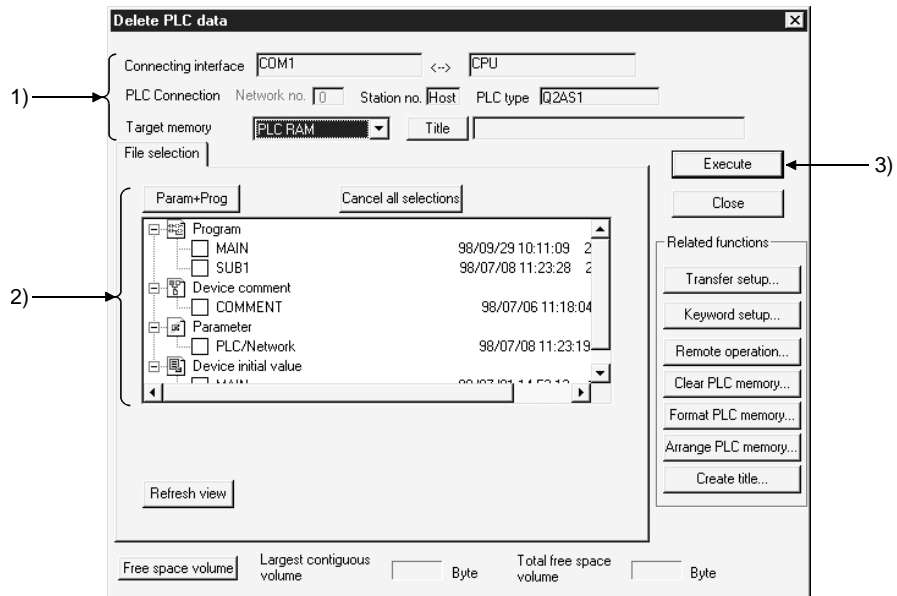 Delete PLC data
1)
Connecting interface COM1 <--> CPU
PLC Connection Network no. 0 Station no. Host PLC type Q2AS1
Target memory PLC RAM Title
File selection
Execute
3)
Close
2)
Param+Prog Cancel all selections
Program
MAIN 98/09/29 10:11:09 2
SUB1 98/07/08 11:23:28 2
Device comment
COMMENT 98/07/06 11:18:04
Parameter
PLC/Network 98/07/08 11:23:19
Device initial value
MAIN
Related functions
Transfer setup...
Keyword setup...
Remote operation...
Clear PLC memory...
Format PLC memory...
Arrange PLC memory...
Create title...
Refresh view
Free space volume Largest contiguous volume Byte Total free space volume Byte